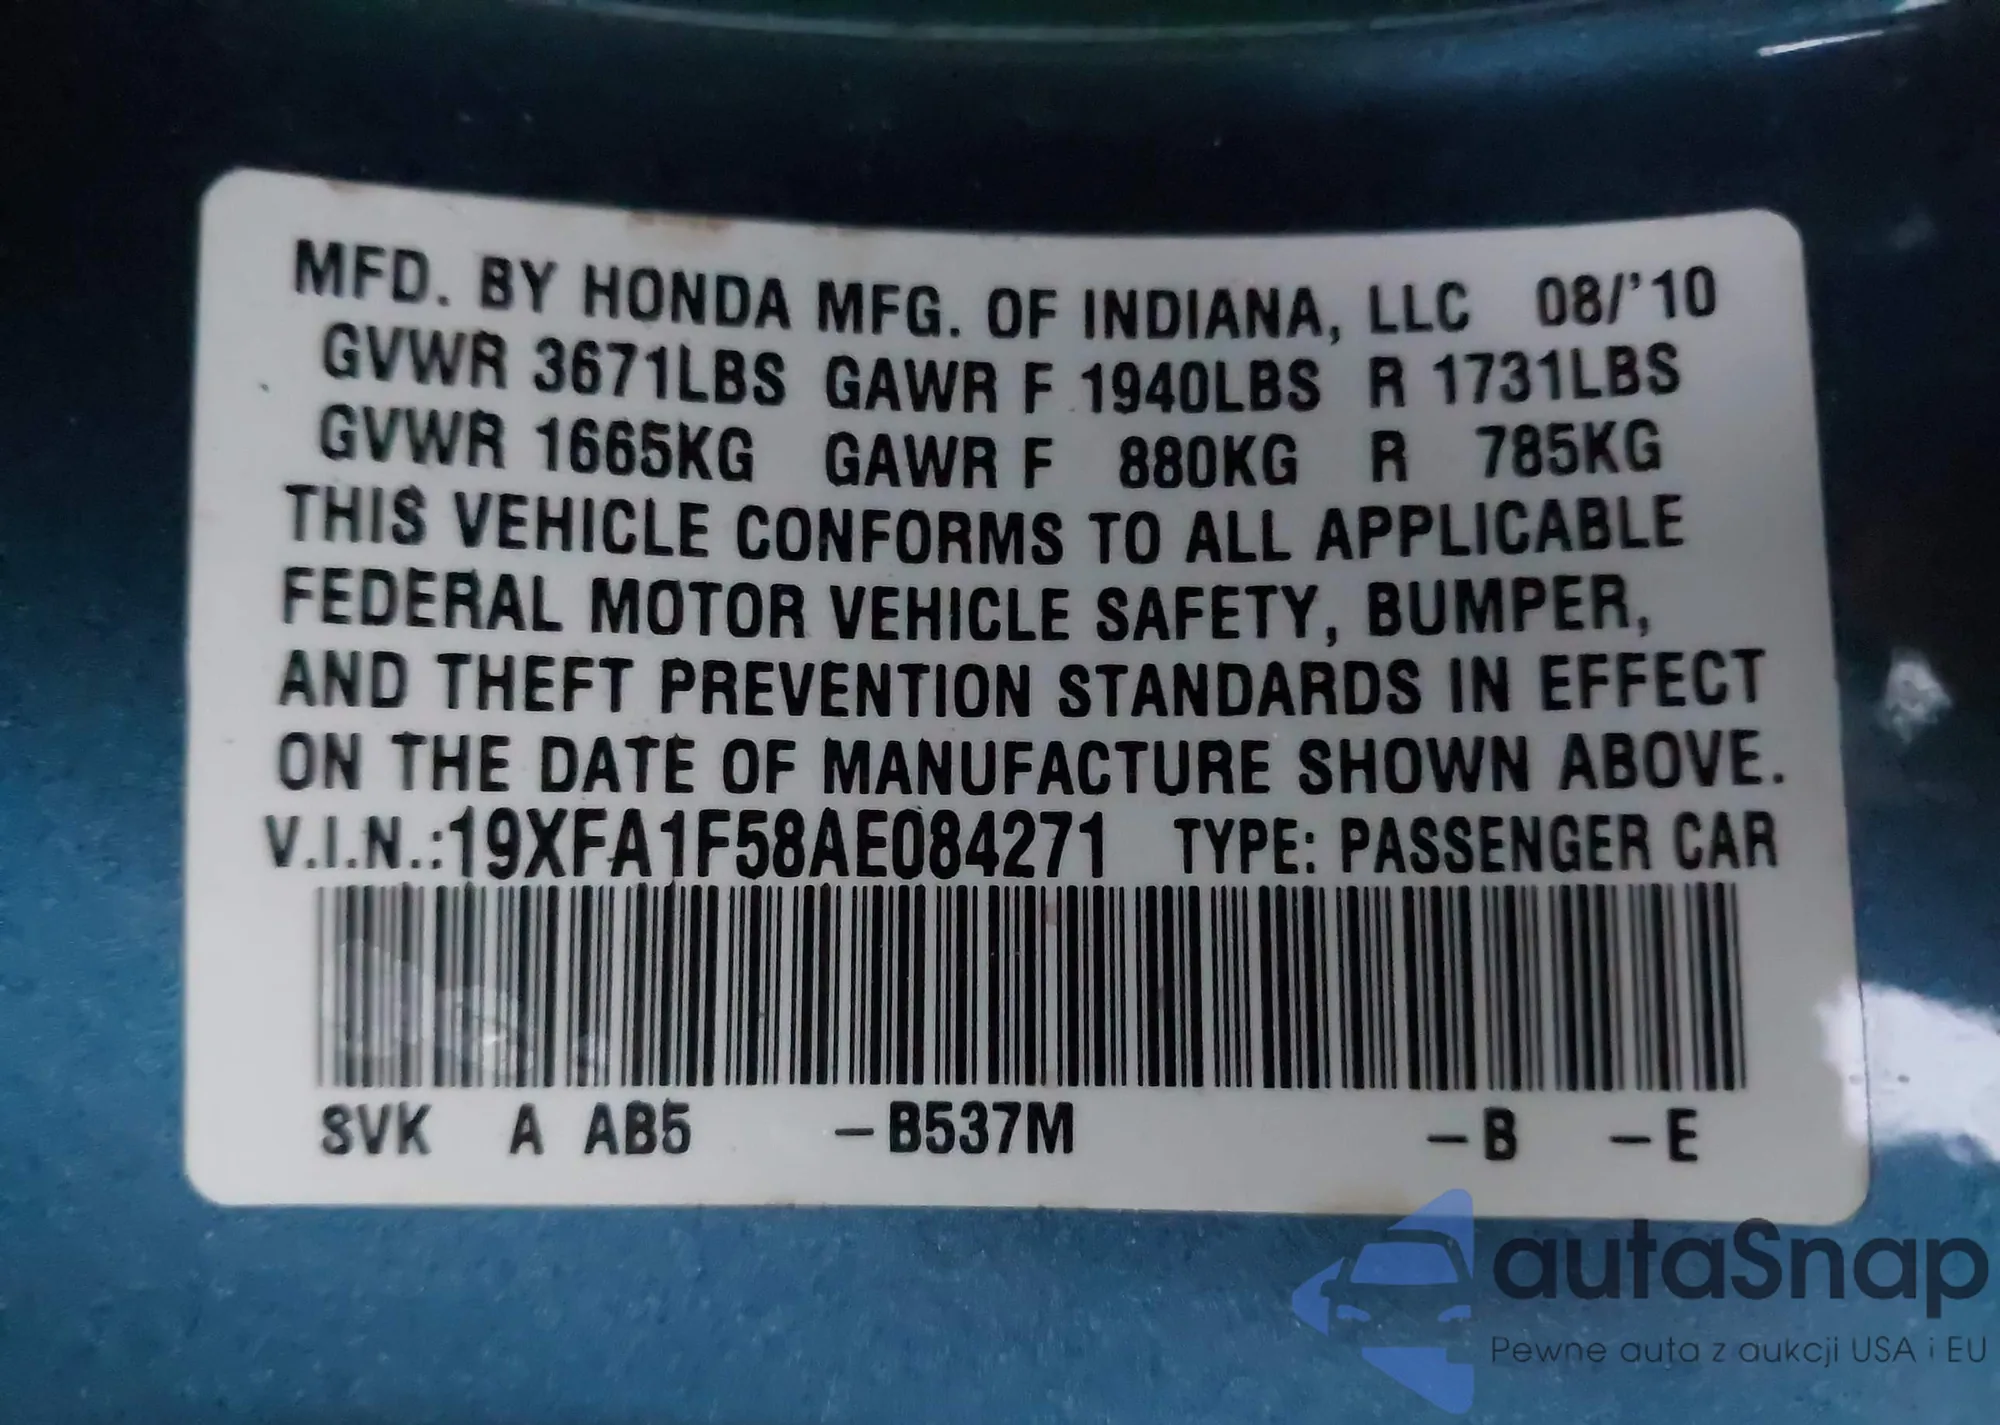 MFD. BY HONDA MFG. OF INDIANA, LLC 08/'10
GVWR 3671LBS GAWR F 1940LBS R 1731LBS
GVWR 1665KG GAWR F 880KG R 785KG
THIS VEHICLE CONFORMS TO ALL APPLICABLE
FEDERAL MOTOR VEHICLE SAFETY, BUMPER,
AND THEFT PREVENTION STANDARDS IN EFFECT
ON THE DATE OF MANUFACTURE SHOWN ABOVE.
V.I.N.:19XFA1F58AE084271 TYPE: PASSENGER CAR
SVK A AB5 –B537M –B –E
autaSnap
Pewne auta z aukcji USA i EU